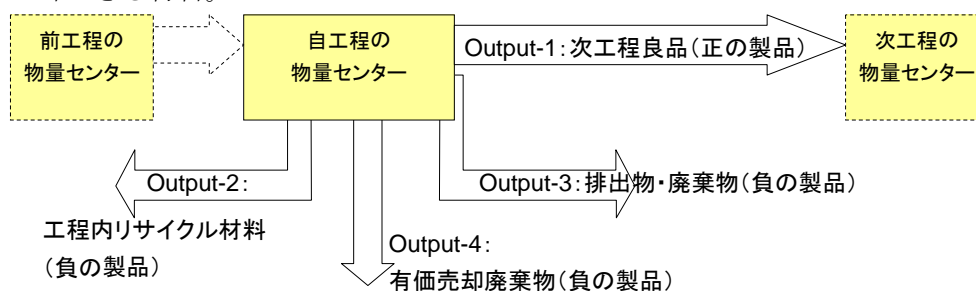 前工程の
物量センター
自工程の
物量センター
Output-1：次工程良品（正の製品）
次工程の
物量センター
Output-2：
工程内リサイクル材料
（負の製品）
Output-3：排出物・廃棄物（負の製品）
Output-4：
有価売却廃棄物（負の製品）